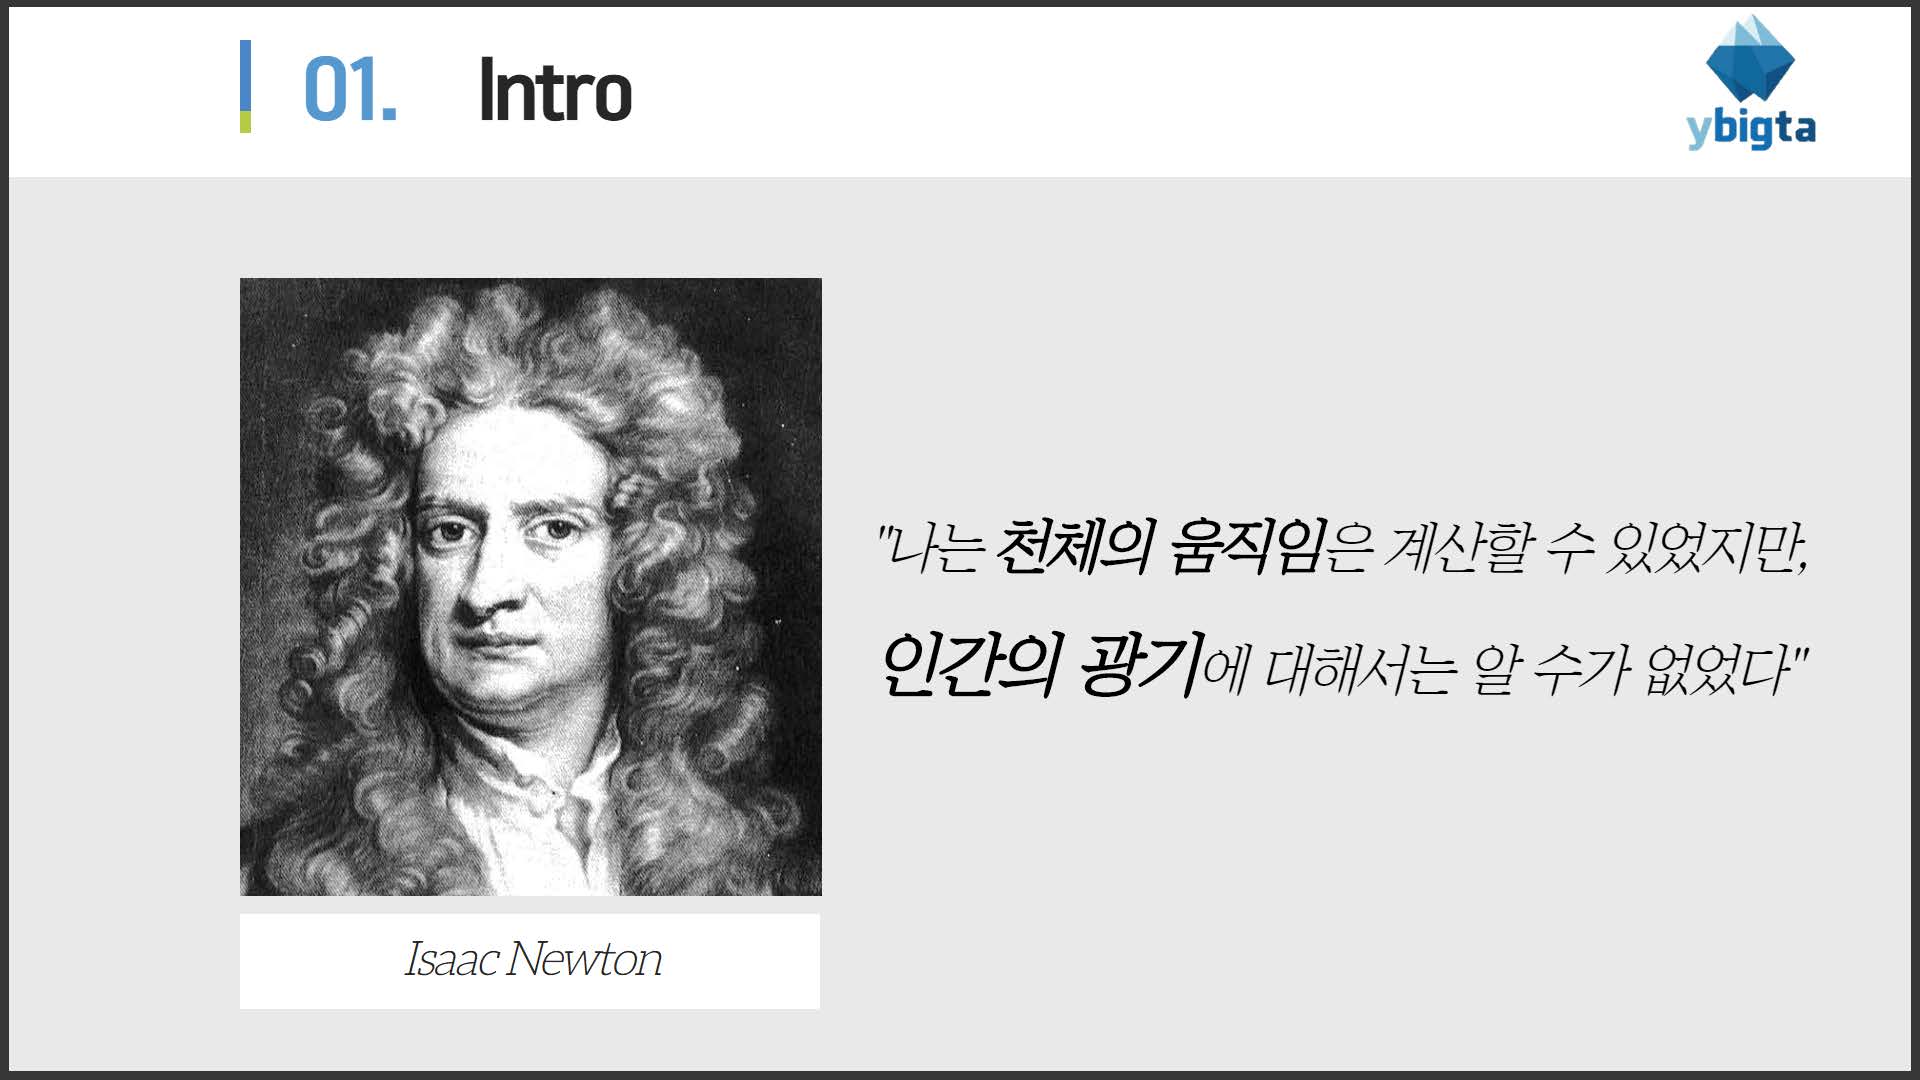 01. Intro
ybigta
"나는 천체의 움직임은 계산할 수 있었지만,
인간의 광기에 대해서는 알 수가 없었다"
Isaac Newton